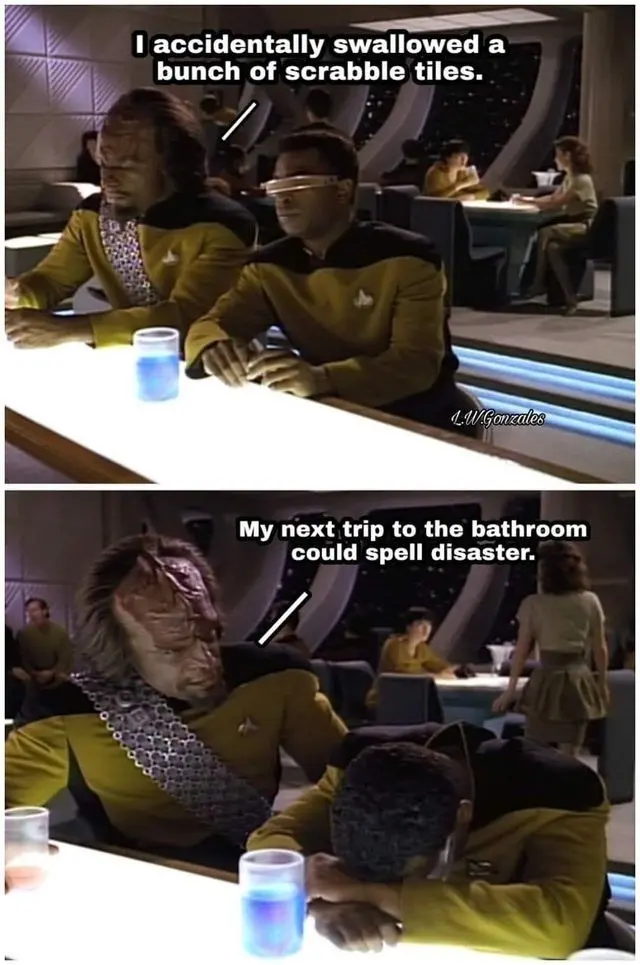 I accidentally swallowed a
bunch of scrabble tiles.
L.W.Gonzales
My next trip to the bathroom
could spell disaster.